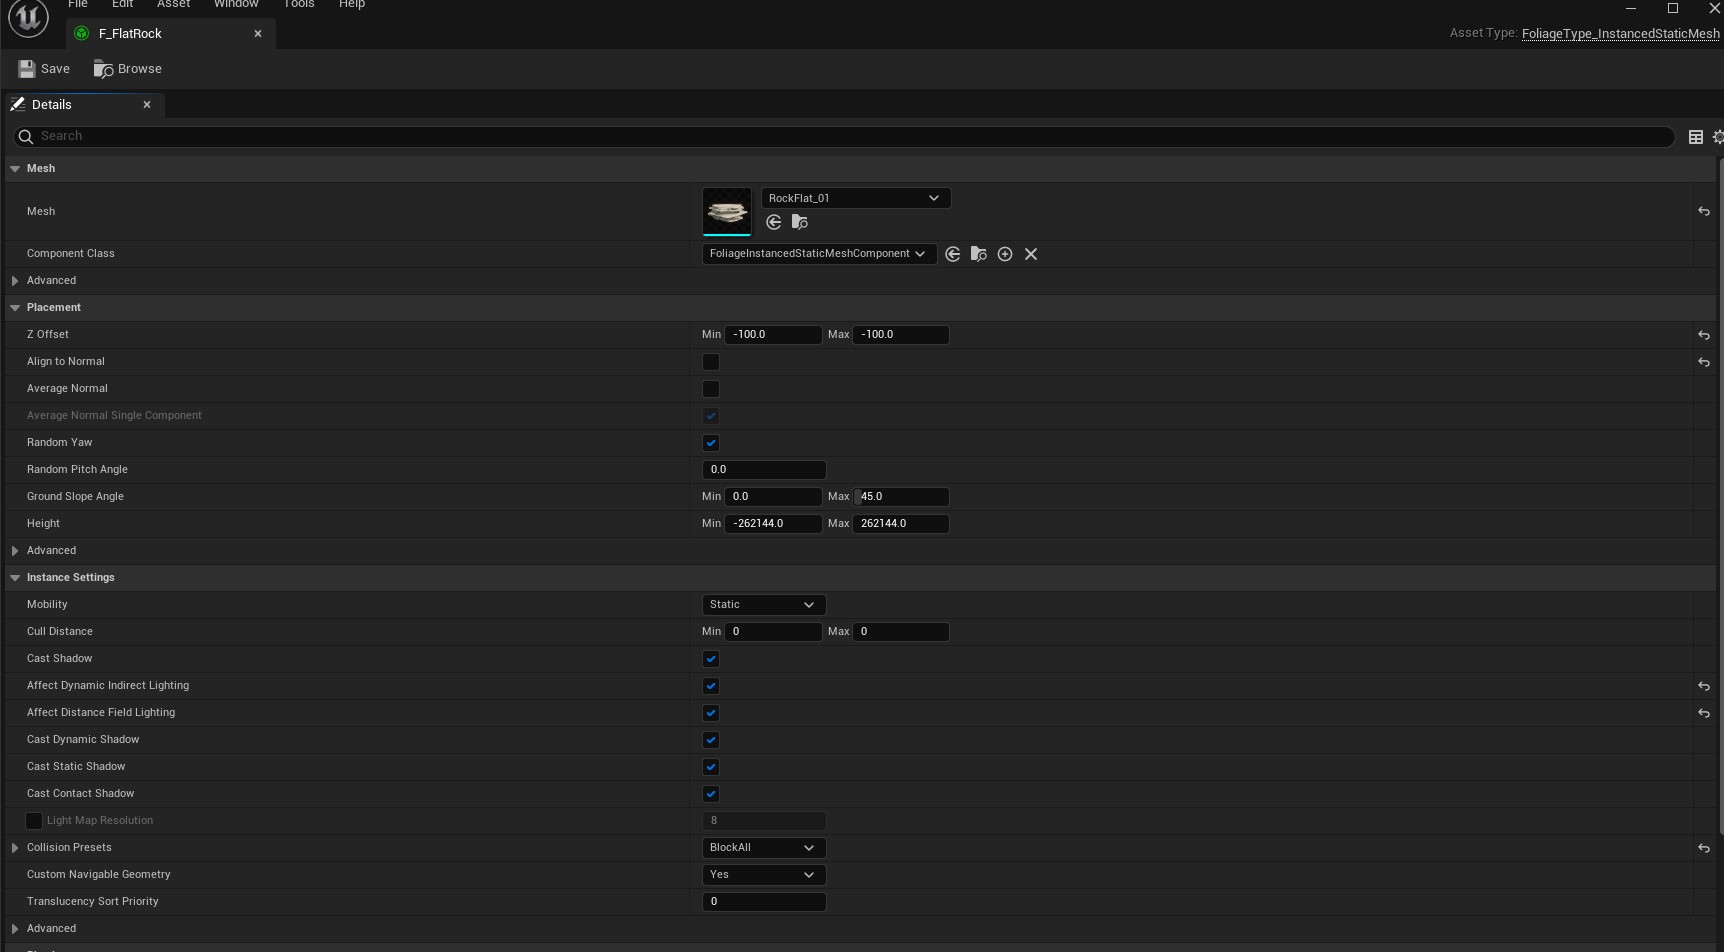 File Edit Asset Window Tools Help
F_FlatRock
Asset Type: FoliageType_InstancedStaticMesh
Save Browse
Details
Search
Mesh
Mesh RockFlat_01
Component Class FoliageInstancedStaticMeshComponent
Advanced
Placement
Z Offset Min -100.0 Max -100.0
Align to Normal
Average Normal
Average Normal Single Component
Random Yaw
Random Pitch Angle 0.0
Ground Slope Angle Min 0.0 Max 45.0
Height Min -262144.0 Max 262144.0
Advanced
Instance Settings
Mobility Static
Cull Distance Min 0 Max 0
Cast Shadow
Affect Dynamic Indirect Lighting
Affect Distance Field Lighting
Cast Dynamic Shadow
Cast Static Shadow
Cast Contact Shadow
Light Map Resolution 8
Collision Presets BlockAll
Custom Navigable Geometry Yes
Translucency Sort Priority 0
Advanced